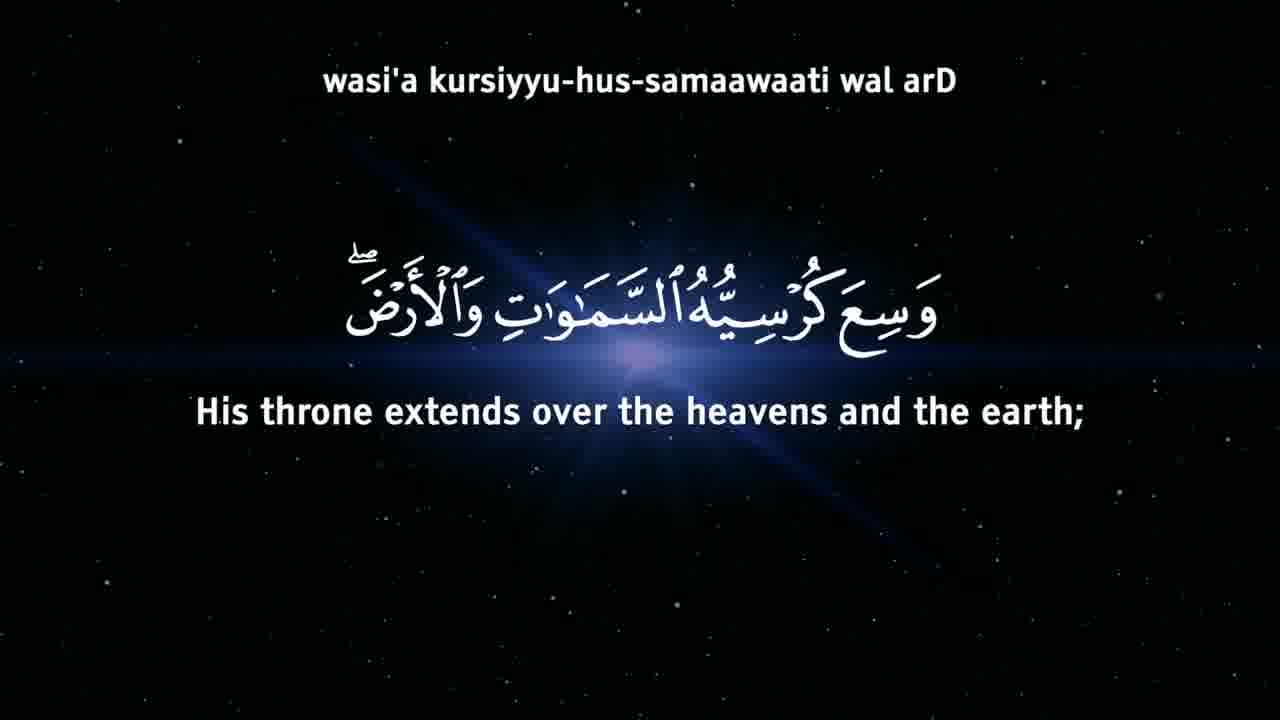 wasi'a kursiyyu-hus-samaawaati wal arD
وَسِعَ كُرْسِيُّهُ ٱلسَّمَـٰوَٰتِ وَٱلْأَرْضَ ۖ
His throne extends over the heavens and the earth;